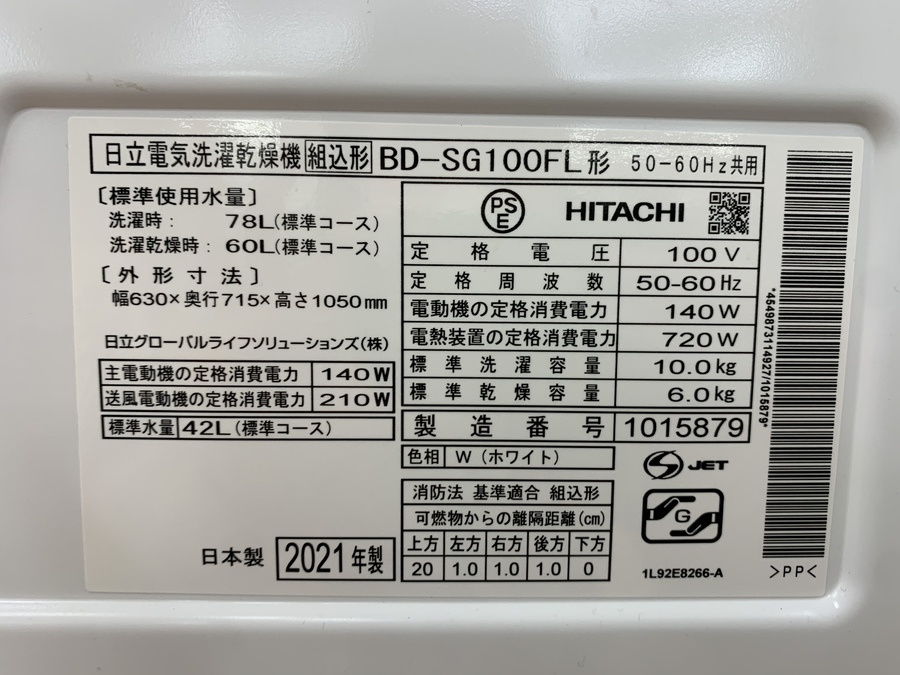 日立電気洗濯乾燥機 組込形 BD-SG100FL形 50-60Hz共用
〔標準使用水量〕
洗濯時: 78L(標準コース)
洗濯乾燥時: 60L(標準コース)
〔外形寸法〕
幅630×奥行715×高さ1050mm
日立グローバルライフソリューションズ(株)
主電動機の定格消費電力 140W
送風電動機の定格消費電力 210W
標準水量 42L(標準コース)
日本製 2021年製
PSE HITACHI
定格電圧 100V
定格周波数 50-60Hz
電動機の定格消費電力 140W
電熱装置の定格消費電力 720W
標準洗濯容量 10.0kg
標準乾燥容量 6.0kg
製造番号 1015879
色相 W(ホワイト)
消防法 基準適合 組込形
可燃物からの離隔距離(cm)
上方 左方 右方 後方 下方
20 1.0 1.0 1.0 0
S JET
G
1L92E8266-A
*4549873114927/1015879*
>PP<